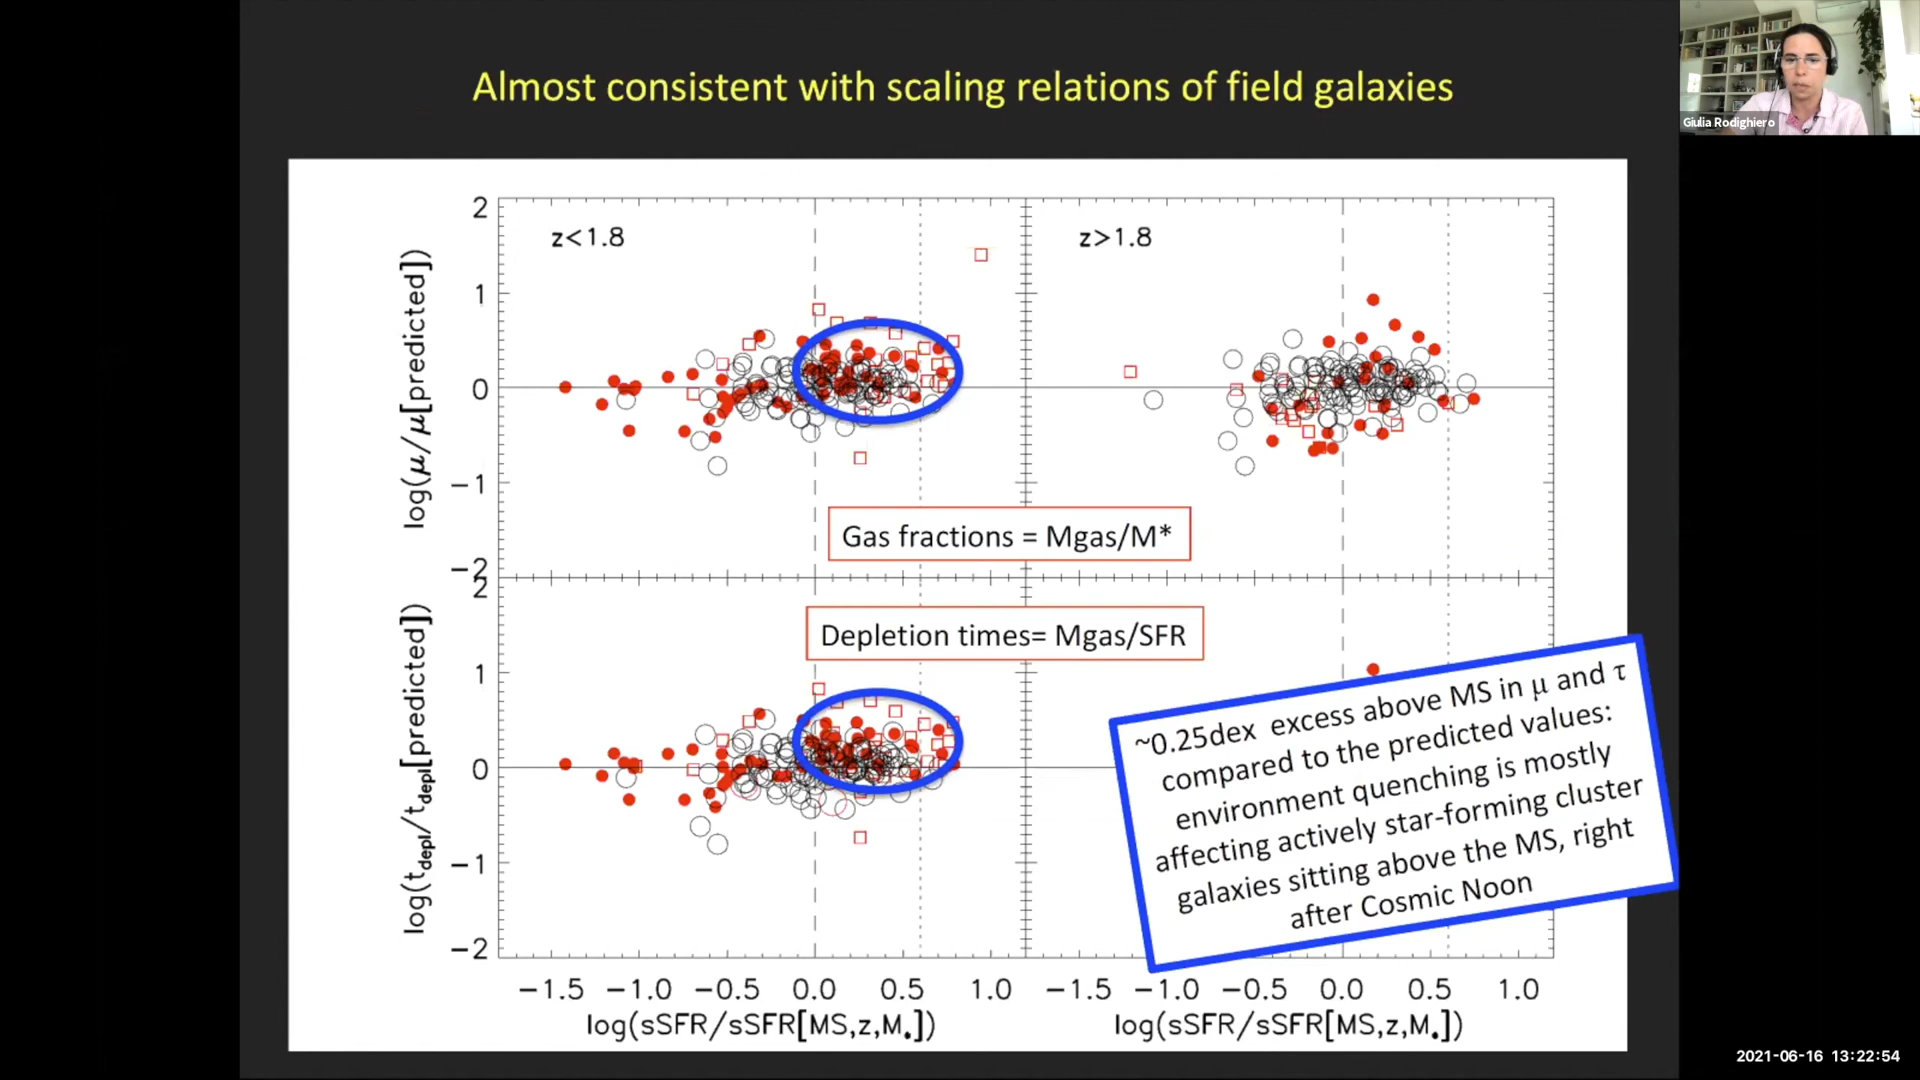 Almost consistent with scaling relations of field galaxies
Giulia Rodighiero
z<1.8
z>1.8
log(μ/μ[predicted])
2
1
0
−1
−2
Gas fractions = Mgas/M*
Depletion times= Mgas/SFR
log(tdepl/tdepl[predicted])
2
1
0
−1
−2
~0.25dex excess above MS in μ and τ
compared to the predicted values:
environment quenching is mostly
affecting actively star-forming cluster
galaxies sitting above the MS, right
after Cosmic Noon
−1.5 −1.0 −0.5 0.0 0.5 1.0 −1.5 −1.0 −0.5 0.0 0.5 1.0
log(sSFR/sSFR[MS,z,M*])
log(sSFR/sSFR[MS,z,M*])
2021-06-16 13:22:54